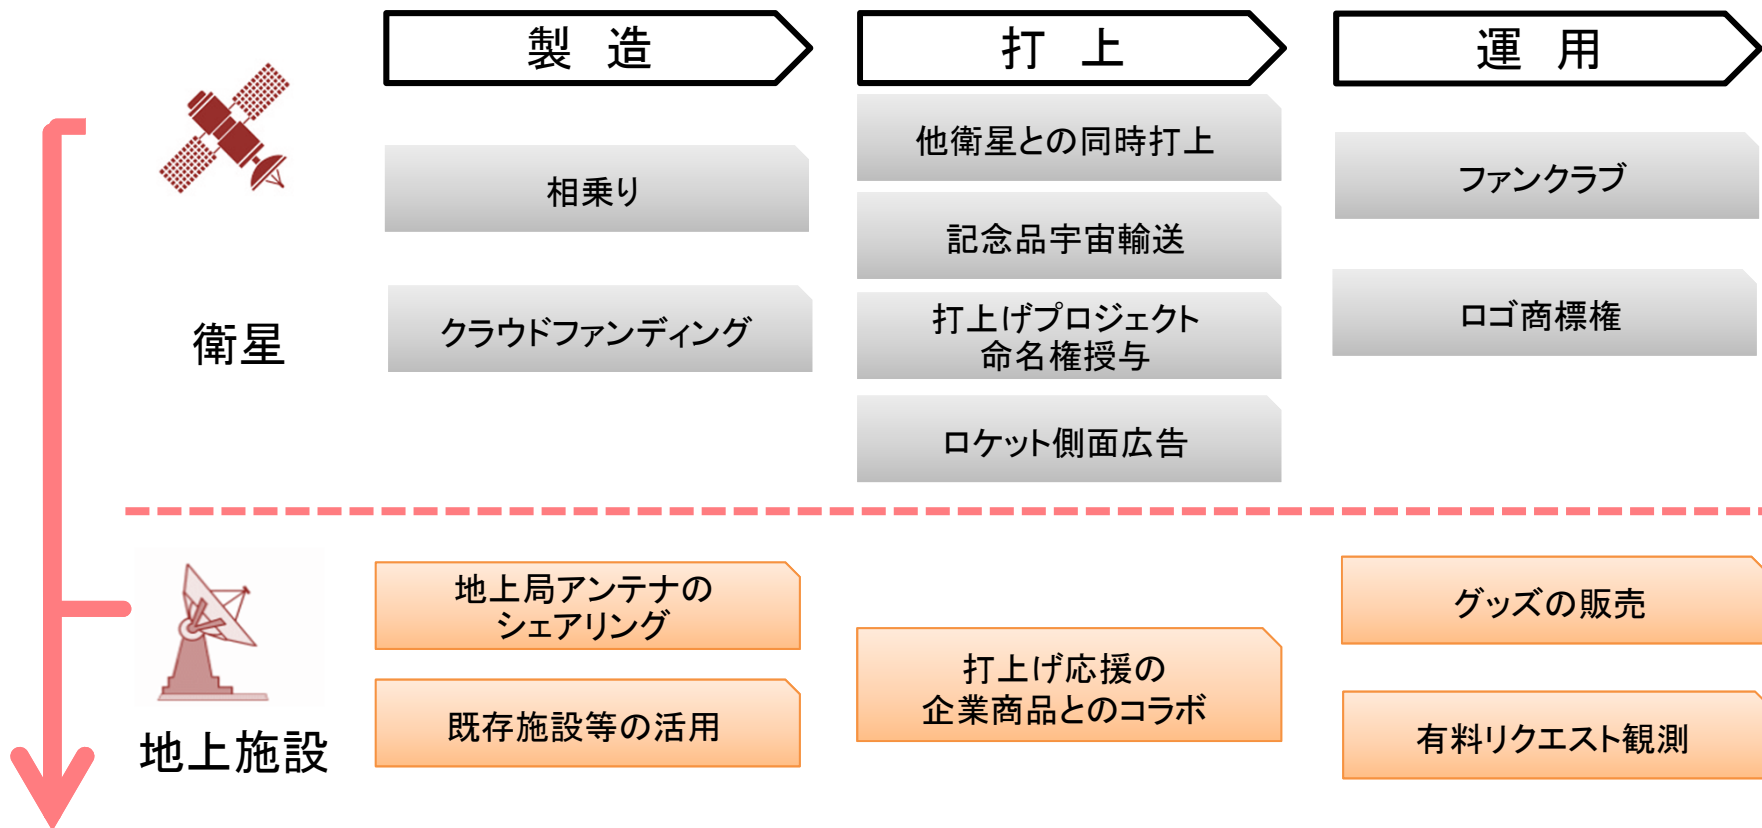 製 造
打 上
運 用
衛星
相乗り
クラウドファンディング
他衛星との同時打上
記念品宇宙輸送
打上げプロジェクト
命名権授与
ロケット側面広告
ファンクラブ
ロゴ商標権
地上施設
地上局アンテナの
シェアリング
既存施設等の活用
打上げ応援の
企業商品とのコラボ
グッズの販売
有料リクエスト観測